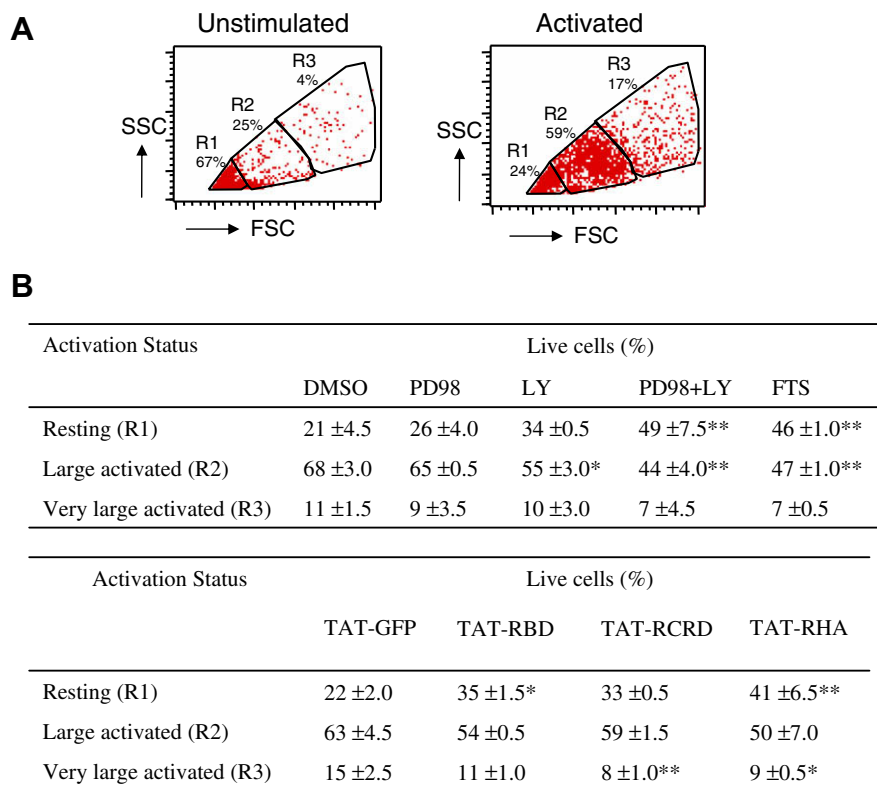 A
Unstimulated
Activated
R3
4%
R2
25%
R1
67%
SSC
FSC
R3
17%
R2
59%
R1
24%
SSC
FSC
B
Activation Status Live cells (%)
DMSO PD98 LY PD98+LY FTS
Resting (R1) 21 ±4.5 26 ±4.0 34 ±0.5 49 ±7.5** 46 ±1.0**
Large activated (R2) 68 ±3.0 65 ±0.5 55 ±3.0* 44 ±4.0** 47 ±1.0**
Very large activated (R3) 11 ±1.5 9 ±3.5 10 ±3.0 7 ±4.5 7 ±0.5
Activation Status Live cells (%)
TAT-GFP TAT-RBD TAT-RCRD TAT-RHA
Resting (R1) 22 ±2.0 35 ±1.5* 33 ±0.5 41 ±6.5**
Large activated (R2) 63 ±4.5 54 ±0.5 59 ±1.5 50 ±7.0
Very large activated (R3) 15 ±2.5 11 ±1.0 8 ±1.0** 9 ±0.5*